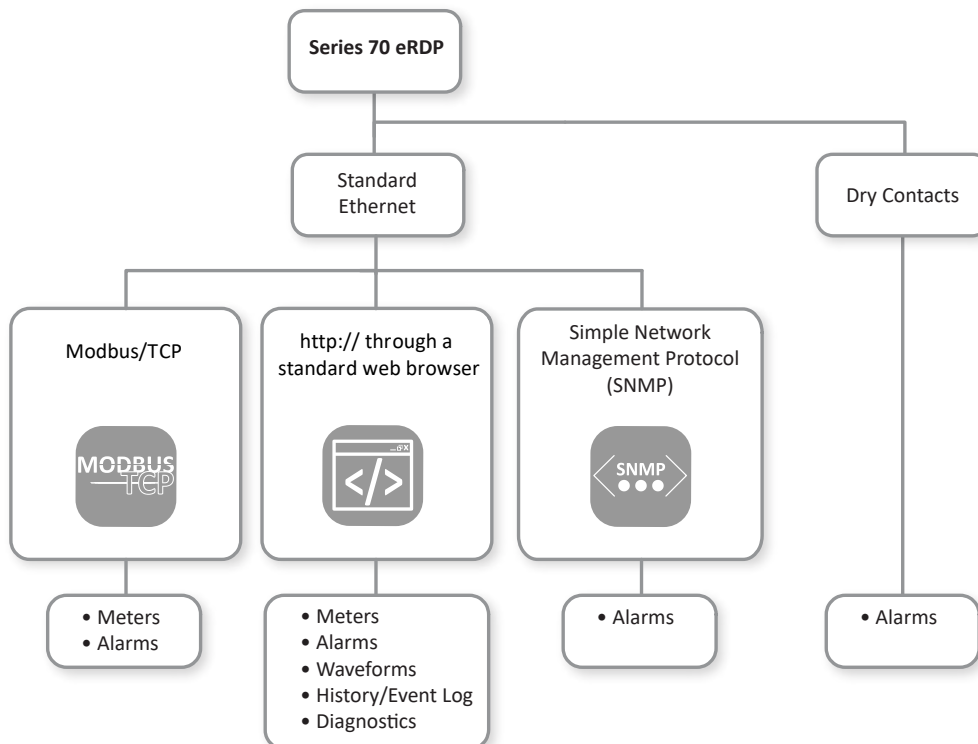 Series 70 eRDP
Standard
Ethernet
Dry Contacts
Modbus/TCP
MODBUS
TCP
http:// through a
standard web browser
</>
Simple Network
Management Protocol
(SNMP)
SNMP
• Meters
• Alarms
• Meters
• Alarms
• Waveforms
• History/Event Log
• Diagnostics
• Alarms
• Alarms